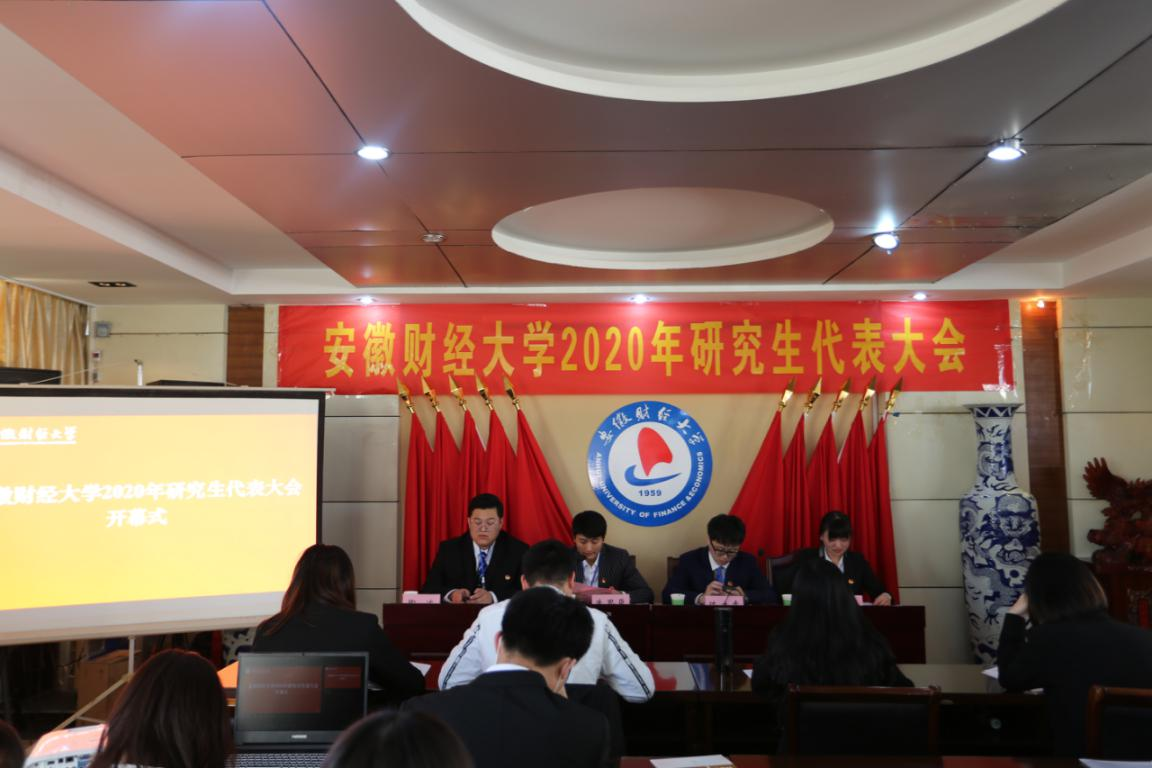 安徽财经大学2020年研究生代表大会
安徽财经大学
ANHUI UNIVERSITY OF FINANCE & ECONOMICS
1959
徽财经大学
徽财经大学2020年研究生代表大会
开幕式